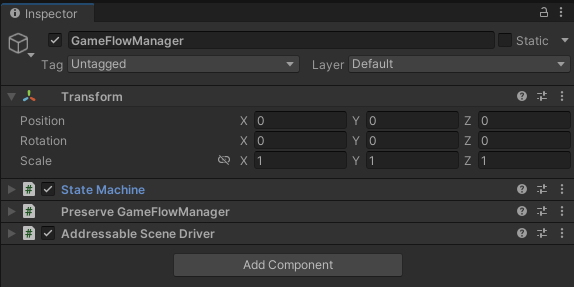 Inspector
GameFlowManager Static
Tag Untagged Layer Default
Transform
Position X 0 Y 0 Z 0
Rotation X 0 Y 0 Z 0
Scale X 1 Y 1 Z 1
# State Machine
# Preserve GameFlowManager
# Addressable Scene Driver
Add Component